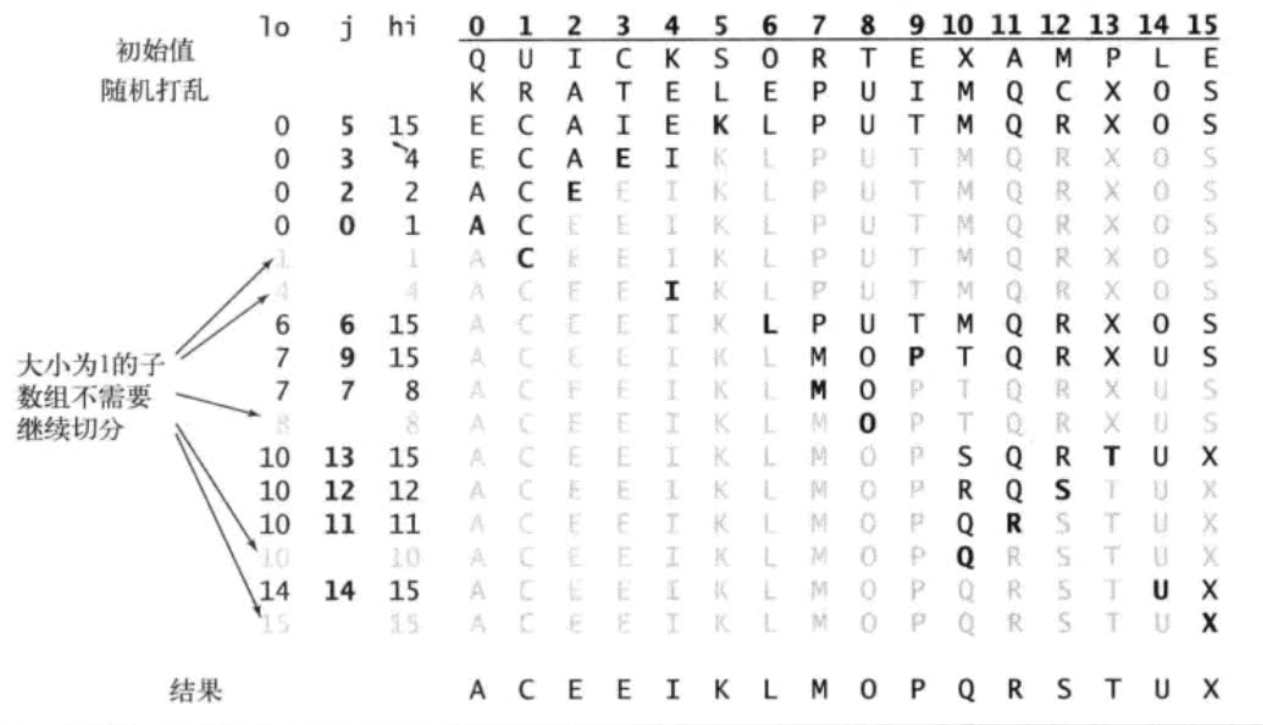 lo j hi 0 1 2 3 4 5 6 7 8 9 10 11 12 13 14 15
初始值 Q U I C K S O R T E X A M P L E
随机打乱 K R A T E L E P U I M Q C X O S
0 5 15 E C A I E K L P U T M Q R X O S
0 3 4 E C A E I K L P U T M Q R X O S
0 2 2 A C E E I K L P U T M Q R X O S
0 0 1 A C E E I K L P U T M Q R X O S
1 1 A C E E I K L P U T M Q R X O S
4 4 A C E E I K L P U T M Q R X O S
6 6 15 A C E E I K L P U T M Q R X O S
大小为1的子 7 9 15 A C E E I K L M O P T Q R X U S
数组不需要 7 7 8 A C E E I K L M O P T Q R X U S
继续切分 8 8 A C E E I K L M O P T Q R X U S
10 13 15 A C E E I K L M O P S Q R T U X
10 12 12 A C E E I K L M O P R Q S T U X
10 11 11 A C E E I K L M O P Q R S T U X
10 10 A C E E I K L M O P Q R S T U X
14 14 15 A C E E I K L M O P Q R S T U X
15 15 A C E E I K L M O P Q R S T U X
结果 A C E E I K L M O P Q R S T U X